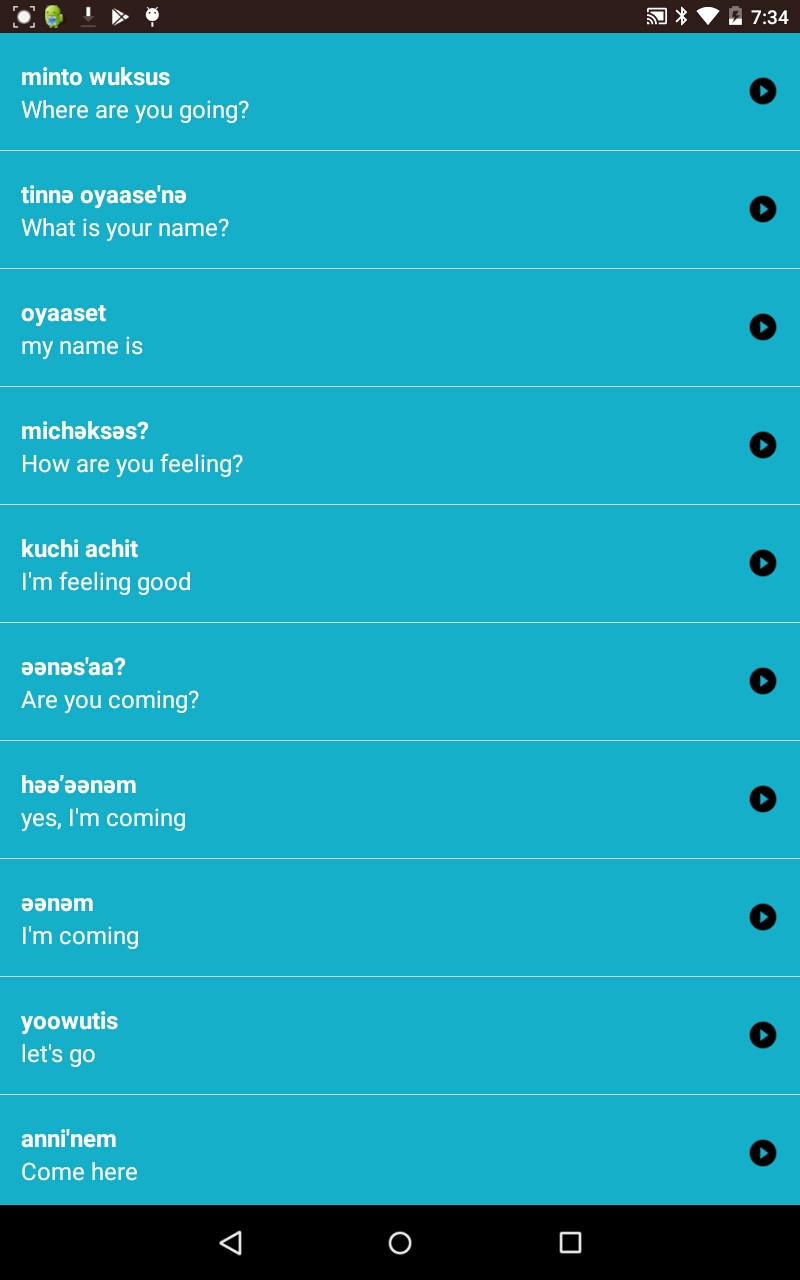 7:34
minto wuksus
Where are you going?
tinnə oyaase'nə
What is your name?
oyaaset
my name is
michəksəs?
How are you feeling?
kuchi achit
I'm feeling good
əənəs'aa?
Are you coming?
həə’əənəm
yes, I'm coming
əənəm
I'm coming
yoowutis
let's go
anni'nem
Come here